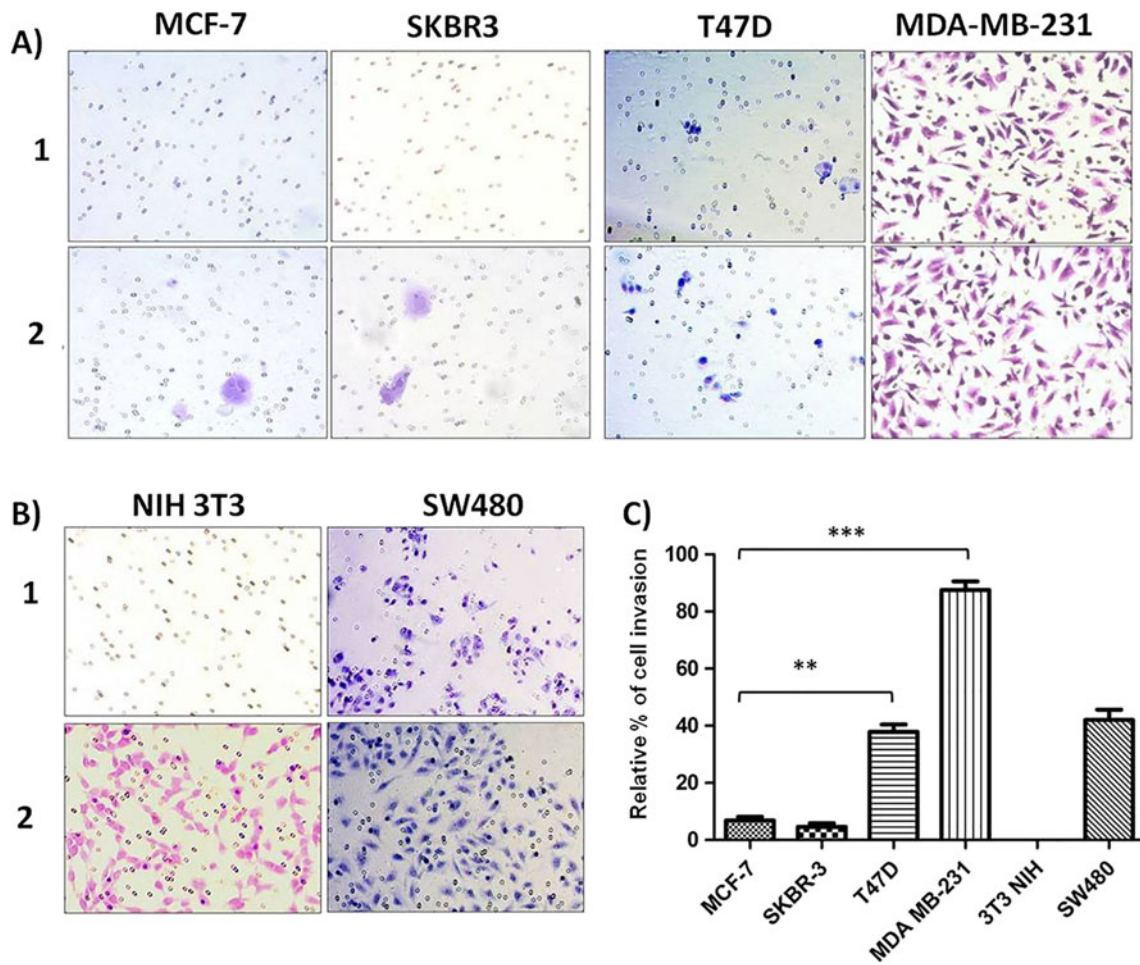 A)
MCF-7
SKBR3
T47D
MDA-MB-231
1
2
B)
NIH 3T3
SW480
1
2
C)
Relative % of cell invasion
100
80
60
40
20
0
***
**
MCF-7
SKBR-3
T47D
MDA MB-231
3T3 NIH
SW480